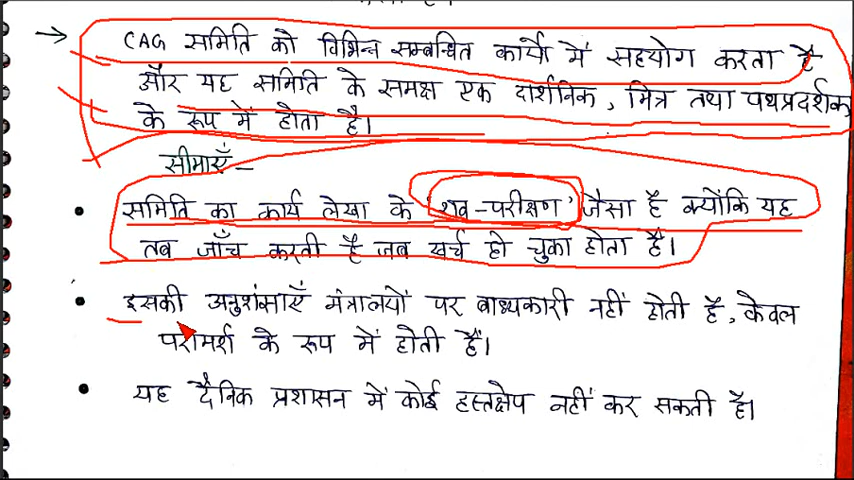 → CAG समिति को विभिन्न सम्बन्धित कार्यों में सहयोग करता है
और यह समिति के समक्ष एक दार्शनिक, मित्र तथा पथप्रदर्शक
के रूप में होता है।
सीमाएँ –
• समिति का कार्य लेखा के 'शव-परीक्षण' जैसा है क्योंकि यह
तब जाँच करती है जब खर्च हो चुका होता है।
• इसकी अनुशंसाएँ मंत्रालयों पर बाध्यकारी नहीं होती है, केवल
परामर्श के रूप में होती हैं।
• यह दैनिक प्रशासन में कोई हस्तक्षेप नहीं कर सकती है।